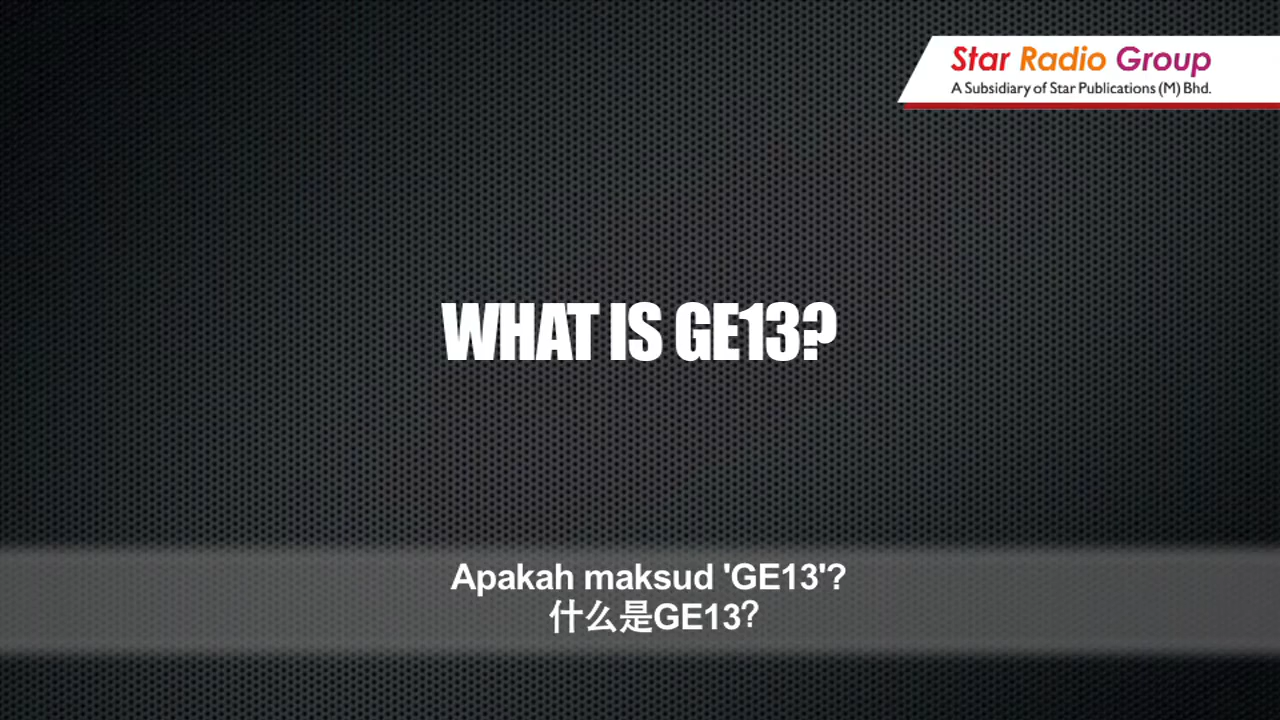 Star Radio Group
A Subsidiary of Star Publications (M) Bhd.
WHAT IS GE13?
Apakah maksud 'GE13'?
什么是GE13?